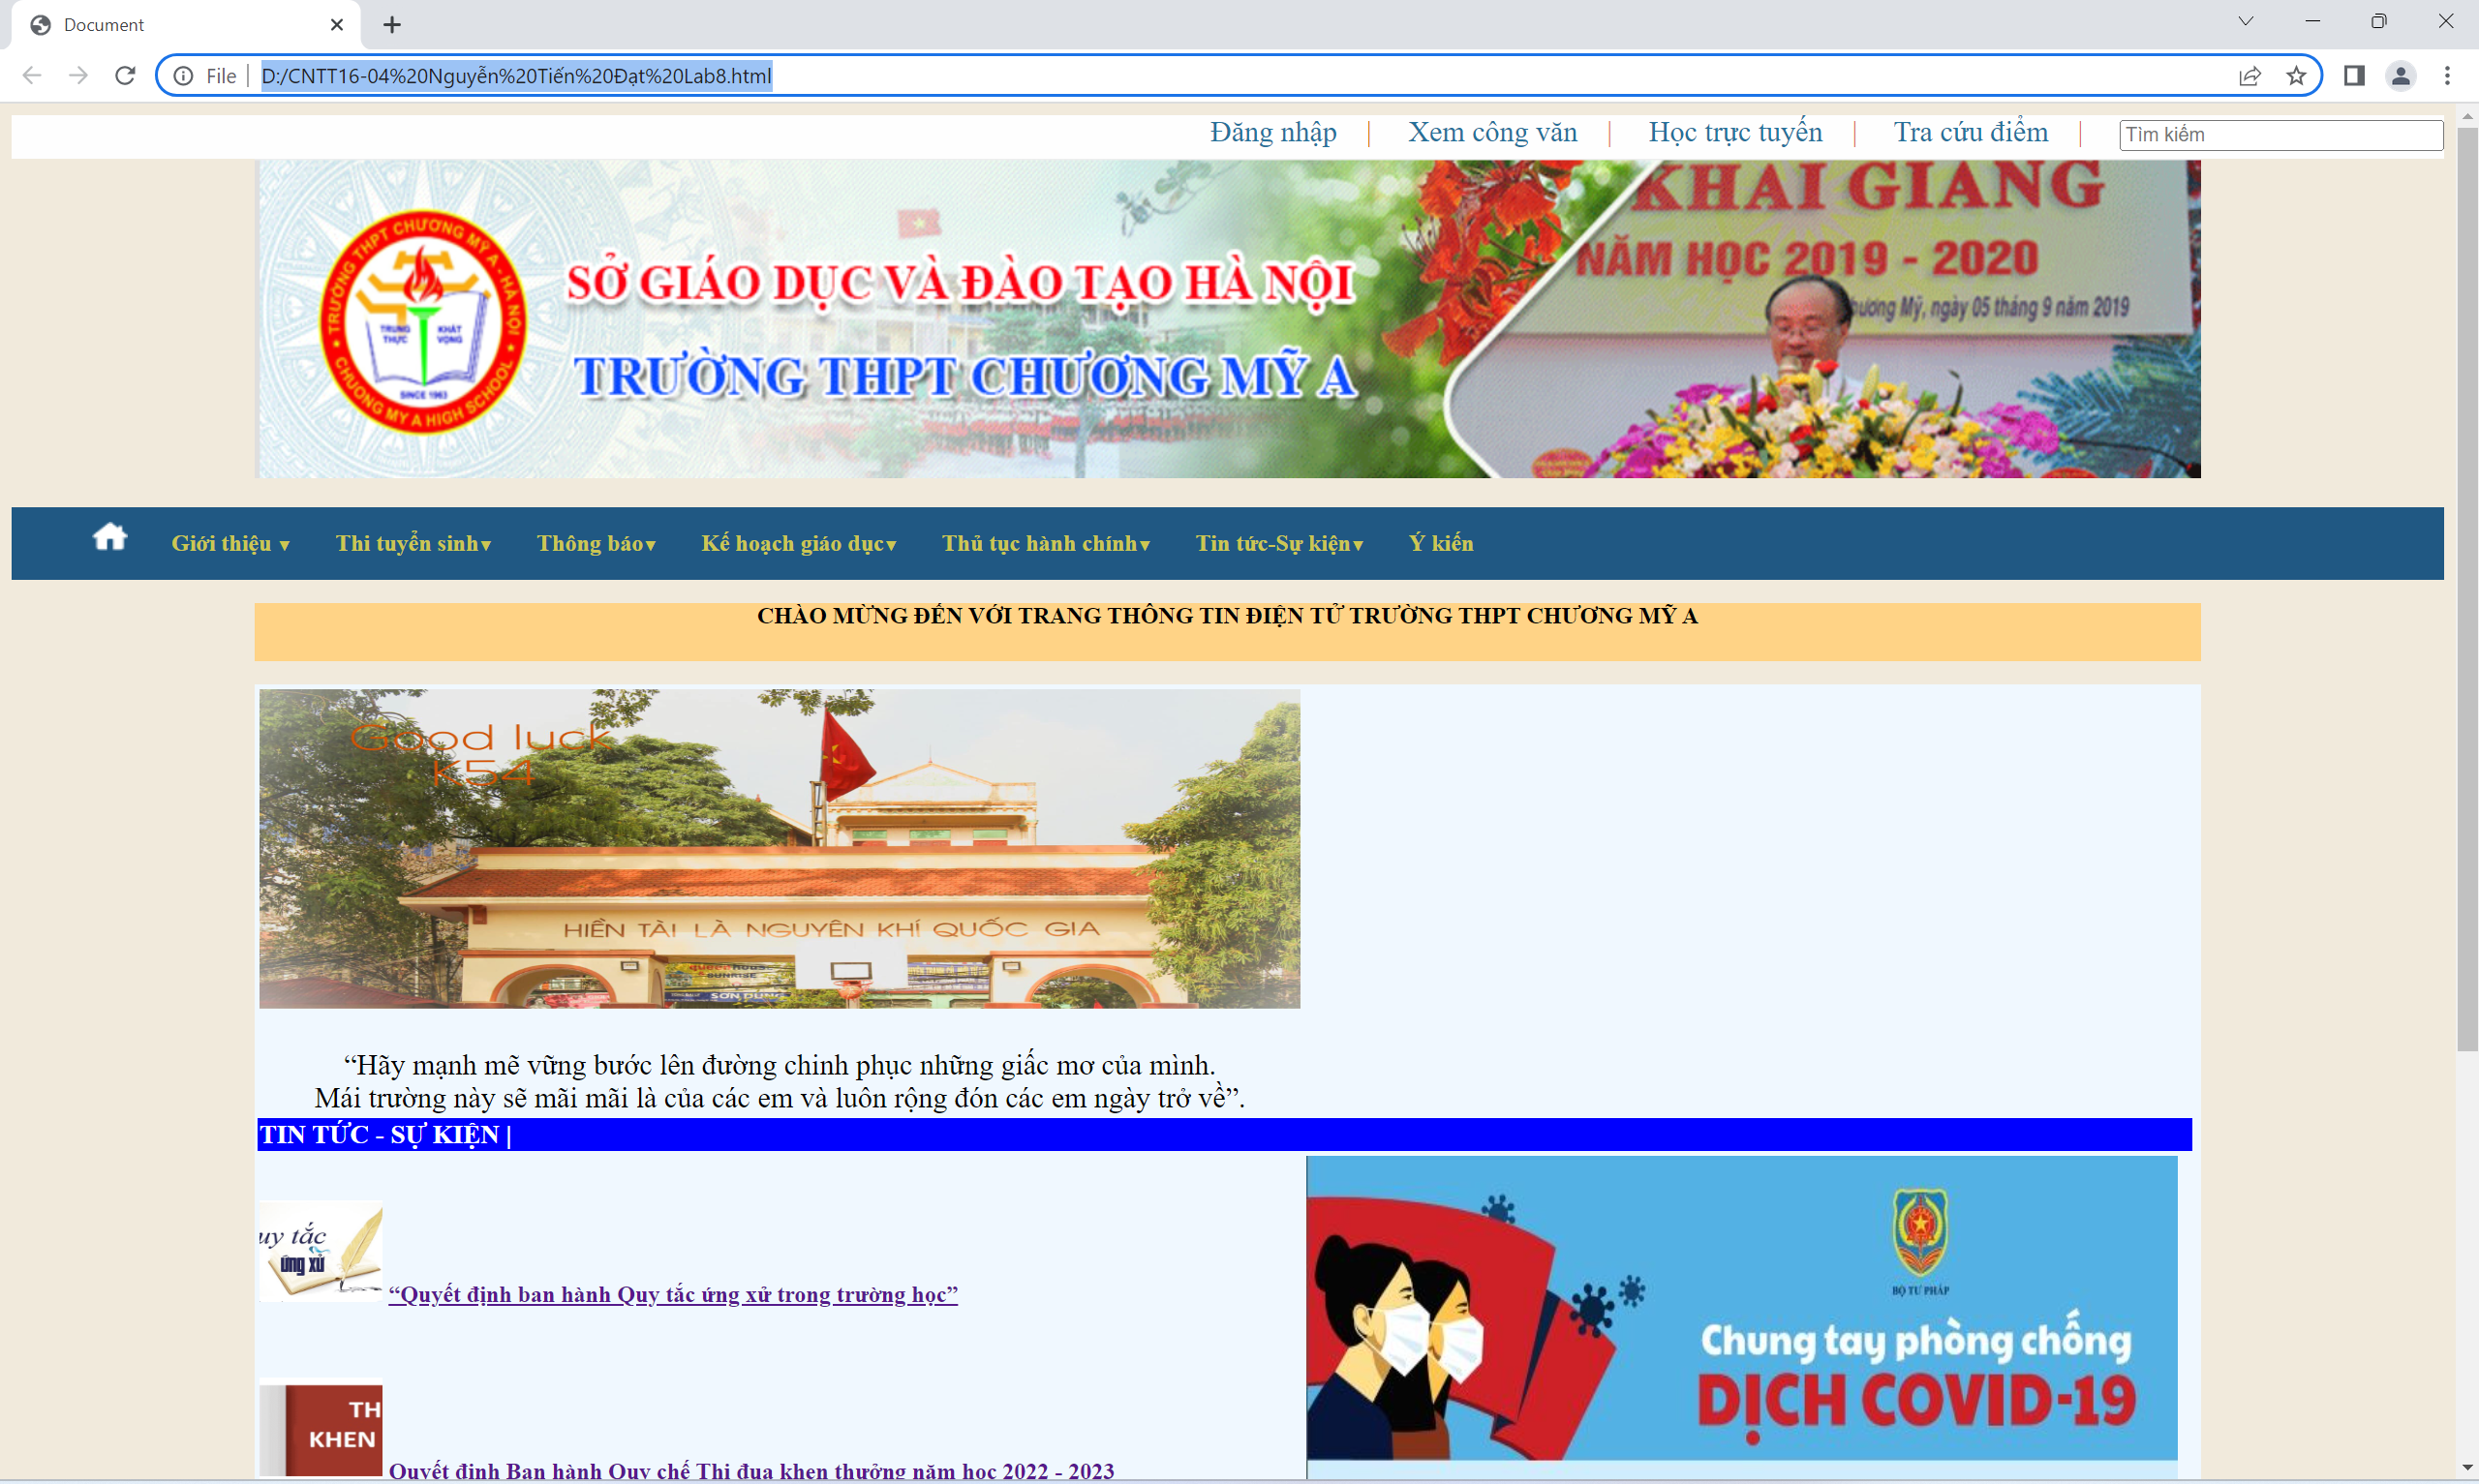 Document
File
D:/CNTT16-04%20Nguyễn%20Tiến%20Đạt%20Lab8.html
Đăng nhập | Xem công văn | Học trực tuyến | Tra cứu điểm | Tìm kiếm
TRƯỜNG THPT CHƯƠNG MỸ A - HÀ NỘI
TRUNG THỰC
KHÁT VỌNG
SINCE 1963
CHUONG MY A HIGH SCHOOL
SỞ GIÁO DỤC VÀ ĐÀO TẠO HÀ NỘI
TRƯỜNG THPT CHƯƠNG MỸ A
KHAI GIẢNG
NĂM HỌC 2019 - 2020
hương Mỹ, ngày 05 tháng 9 năm 2019
Giới thiệu ▾ Thi tuyển sinh▾ Thông báo▾ Kế hoạch giáo dục▾ Thủ tục hành chính▾ Tin tức-Sự kiện▾ Ý kiến
CHÀO MỪNG ĐẾN VỚI TRANG THÔNG TIN ĐIỆN TỬ TRƯỜNG THPT CHƯƠNG MỸ A
Good luck
K54
HIỀN TÀI LÀ NGUYÊN KHÍ QUỐC GIA
SUNRISE
SƠN DUNG
“Hãy mạnh mẽ vững bước lên đường chinh phục những giấc mơ của mình.
Mái trường này sẽ mãi mãi là của các em và luôn rộng đón các em ngày trở về”.
TIN TỨC - SỰ KIỆN |
uy tắc
ứng xử
“Quyết định ban hành Quy tắc ứng xử trong trường học”
BỘ TƯ PHÁP
Chung tay phòng chống
DỊCH COVID-19
TH
KHEN
Quyết định Ban hành Quy chế Thi đua khen thưởng năm học 2022 - 2023